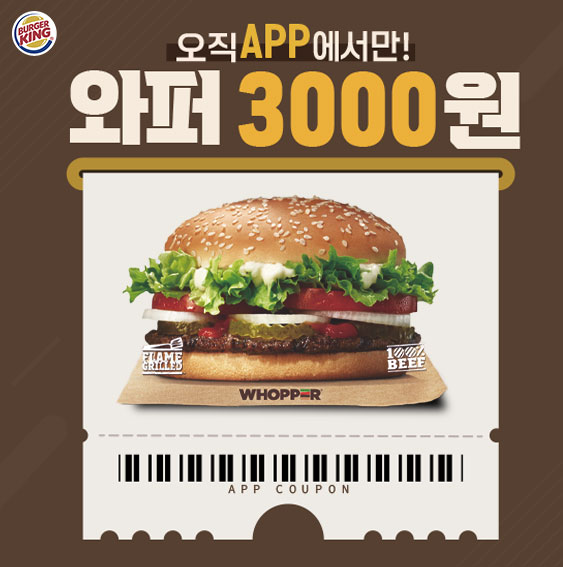 BURGER
KING
오직APP에서만!
와퍼 3000원
FLAME
GRILLED
100%
BEEF
WHOPPER
APP COUPON